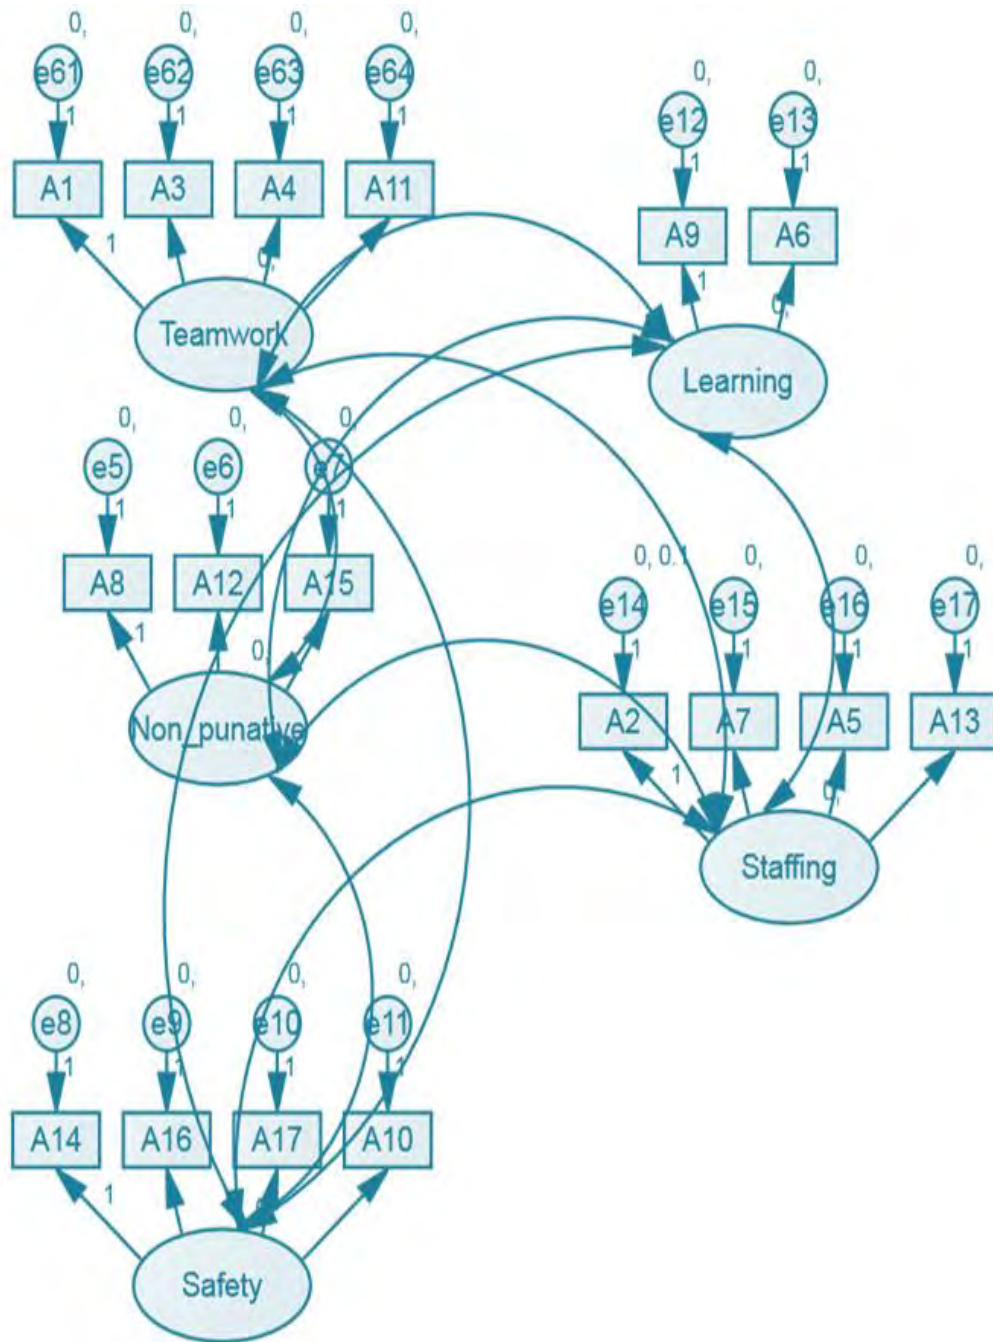 0, 0, 0, 0,
e61 e62 e63 e64
1 1 1 1
A1 A3 A4 A11
1 0,
Teamwork
0, 0,
e12 e13
1 1
A9 A6
1 0,
Learning
0, 0, 0,
e5 e6
1 1 1
A8 A12 A15
1 0,
Non_punative
0, 0.1 0, 0, 0,
e14 e15 e16 e17
1 1 1 1
A2 A7 A5 A13
1 0,
Staffing
0, 0, 0, 0,
e8 e9 e10 e11
1 1 1 1
A14 A16 A17 A10
1
Safety